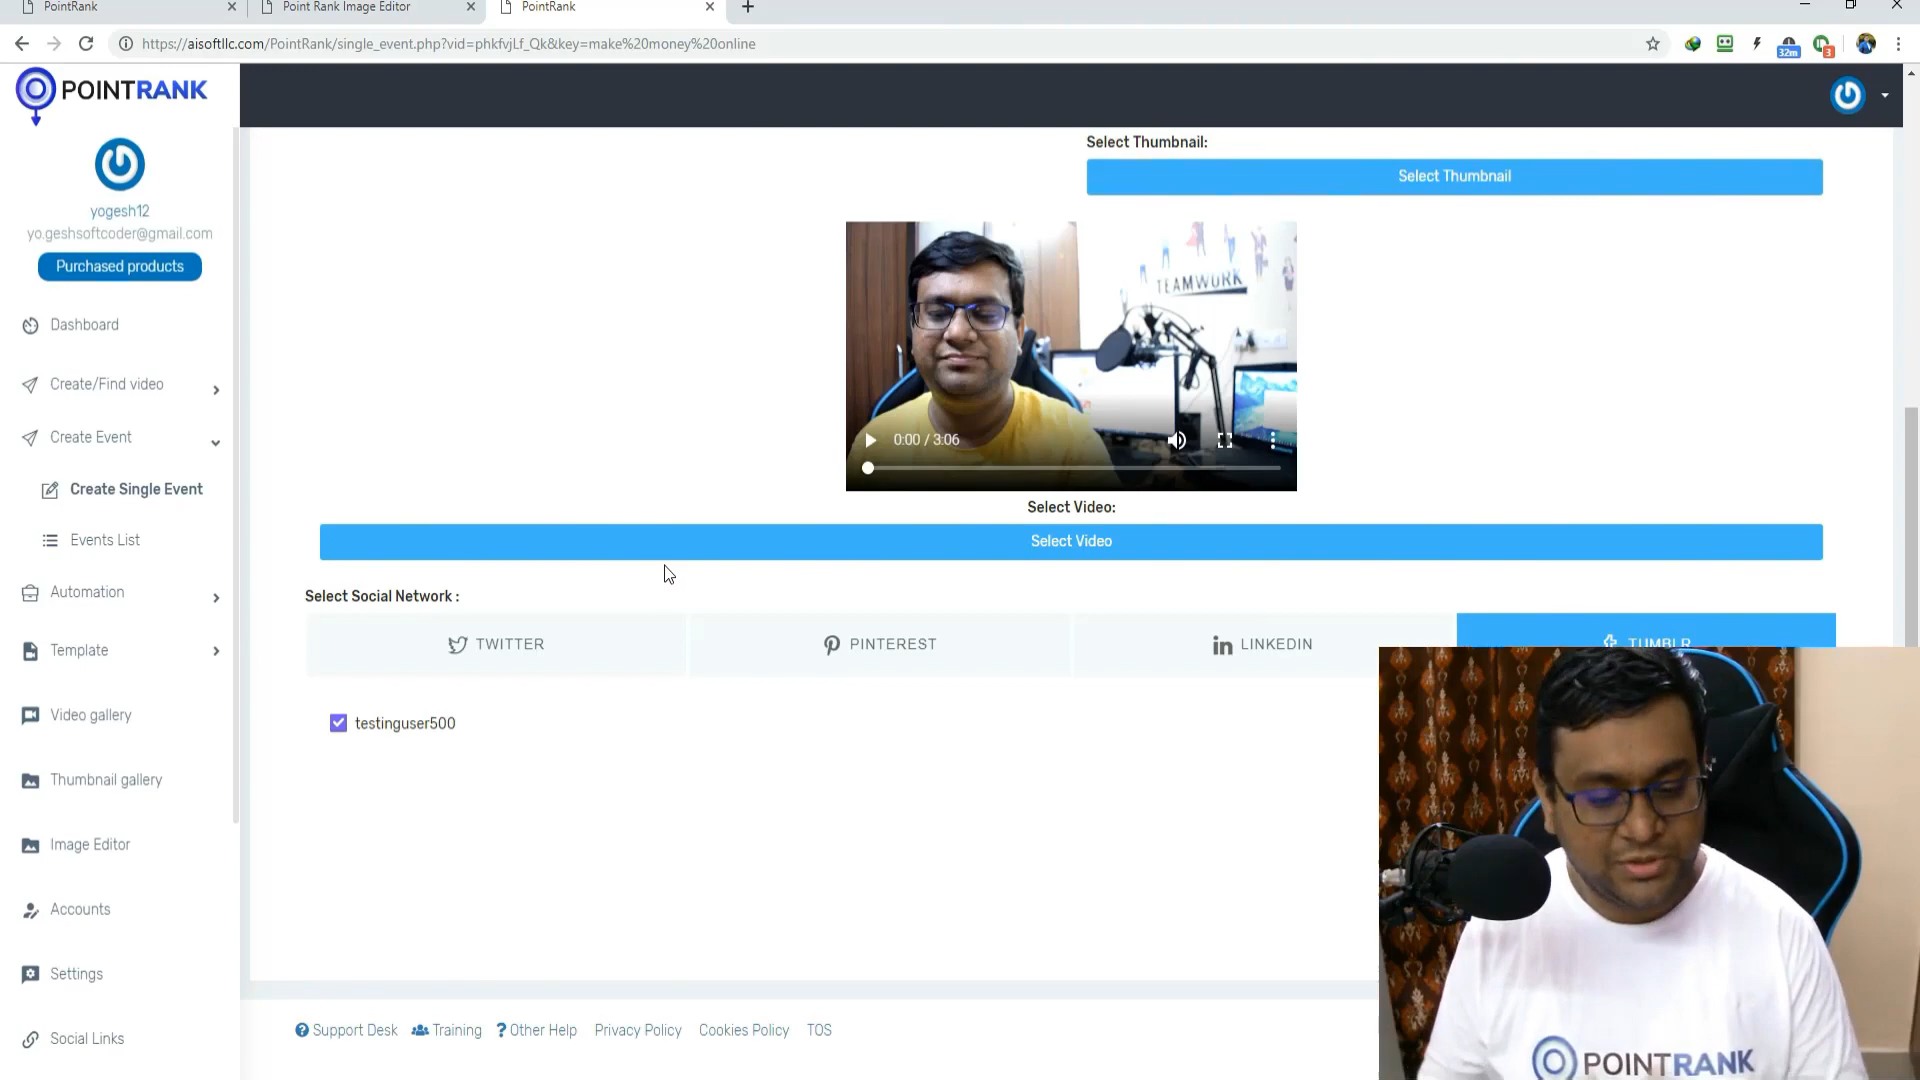 PointRank
Point Rank Image Editor
PointRank
https://aisoftllc.com/PointRank/single_event.php?vid=phkfvjLf_Qk&key=make%20money%20online
32m
3
POINTRANK
yogesh12
yo.geshsoftcoder@gmail.com
Purchased products
Dashboard
Create/Find video
Create Event
Create Single Event
Events List
Automation
Template
Video gallery
Thumbnail gallery
Image Editor
Accounts
Settings
Social Links
Select Thumbnail:
Select Thumbnail
TEAMWORK
0:00 / 3:06
Select Video:
Select Video
Select Social Network :
TWITTER
PINTEREST
LINKEDIN
TUMBLR
testinguser500
Support Desk
Training
Other Help
Privacy Policy
Cookies Policy
TOS
POINTRANK